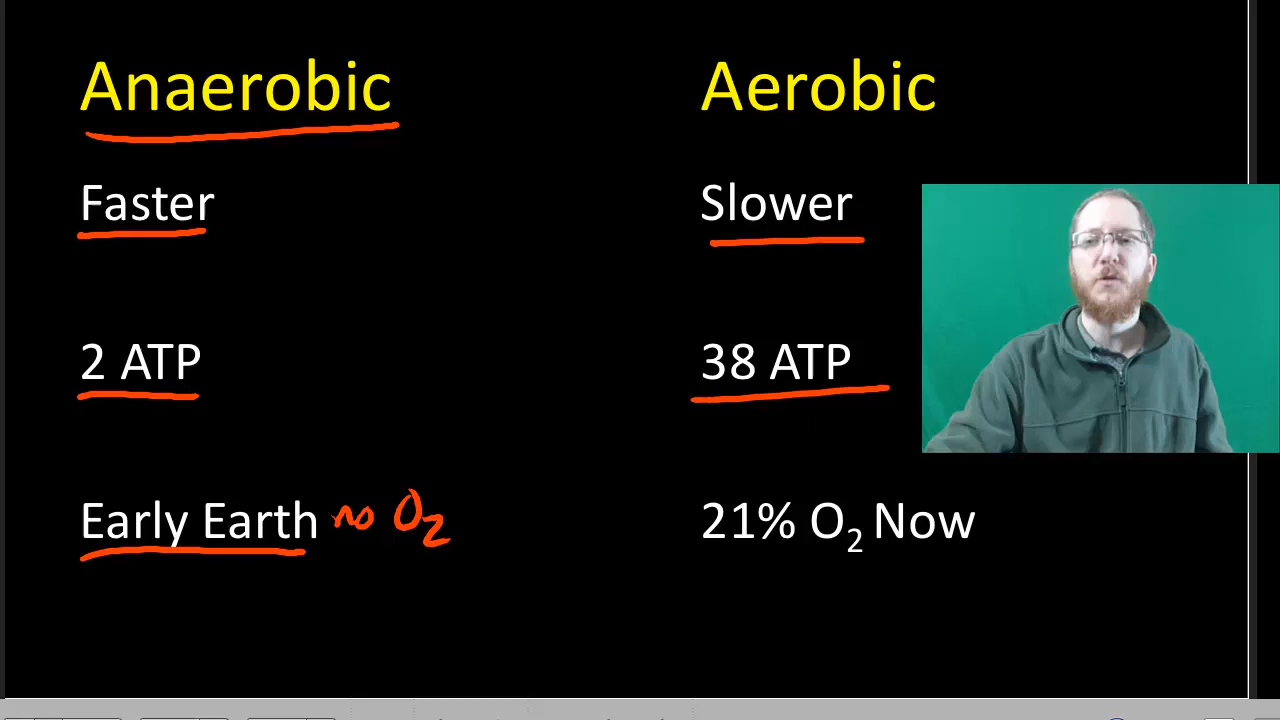 Anaerobic
Aerobic
Faster
Slower
2 ATP
38 ATP
Early Earth no O2
21% O₂ Now